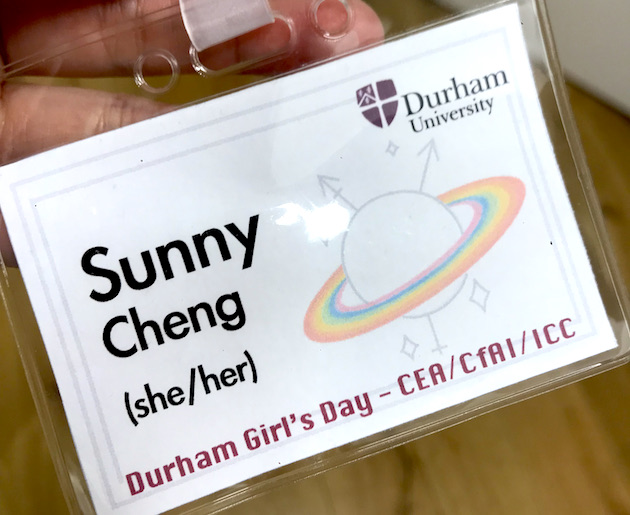 Durham
University
Sunny
Cheng
(she/her)
Durham Girl's Day – CEA/CfAI/ICC